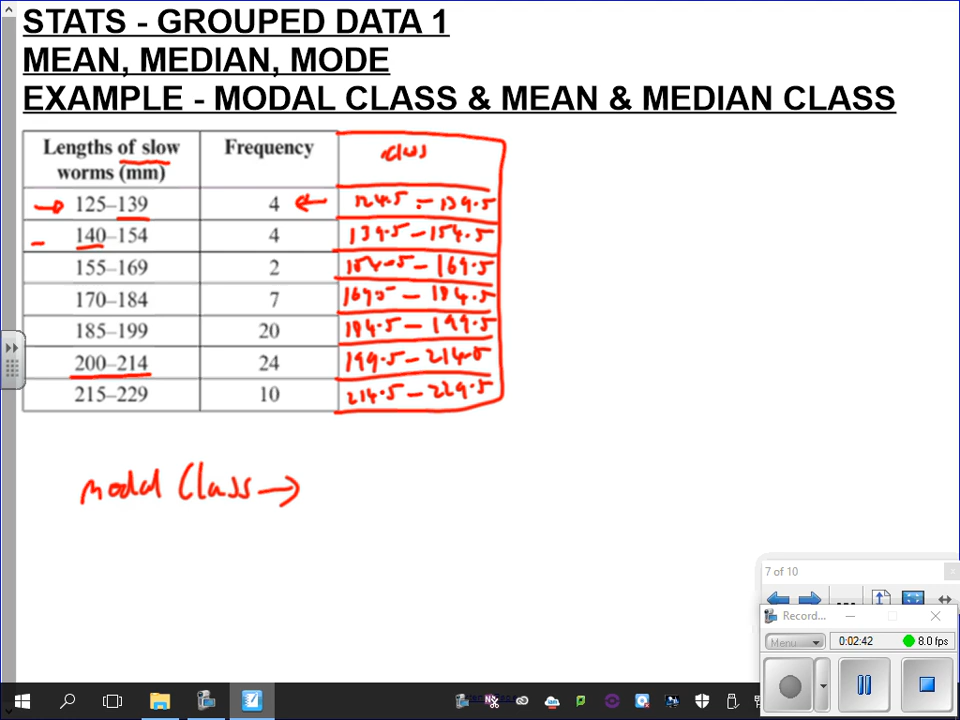 STATS - GROUPED DATA 1
MEAN, MEDIAN, MODE
EXAMPLE - MODAL CLASS & MEAN & MEDIAN CLASS
Lengths of slow worms (mm) Frequency class
125–139 4 124.5 - 139.5
140–154 4 139.5 - 154.5
155–169 2 154.5 - 169.5
170–184 7 169.5 - 184.5
185–199 20 184.5 - 199.5
200–214 24 199.5 - 214.5
215–229 10 214.5 - 229.5
modal Class →
7 of 10
Record...
Menu 0:02:42 8.0 fps